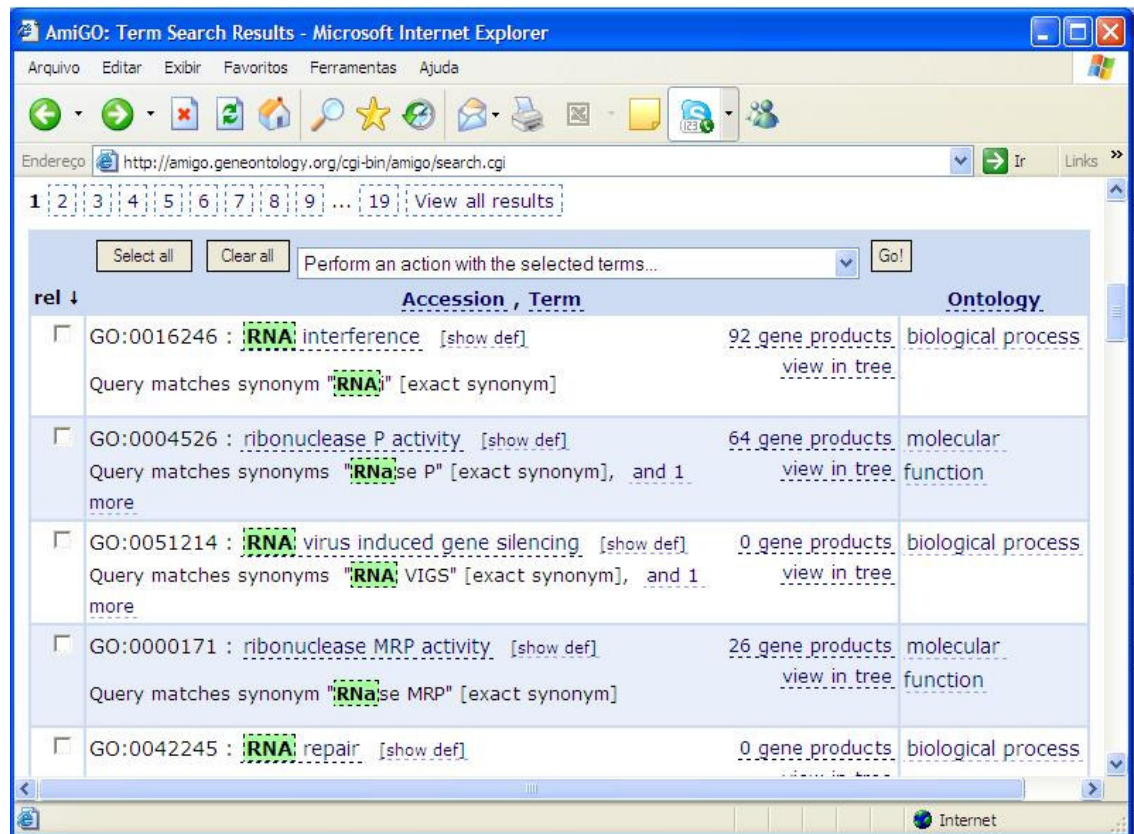 AmiGO: Term Search Results - Microsoft Internet Explorer
Arquivo Editar Exibir Favoritos Ferramentas Ajuda
123
Endereço http://amigo.geneontology.org/cgi-bin/amigo/search.cgi Ir Links »
1 2 3 4 5 6 7 8 9 ... 19 View all results
Select all Clear all Perform an action with the selected terms... Go!
rel ↓ Accession , Term Ontology
GO:0016246 : RNA interference [show def] 92 gene products biological process
view in tree
Query matches synonym "RNAi" [exact synonym]
GO:0004526 : ribonuclease P activity [show def] 64 gene products molecular
Query matches synonyms "RNase P" [exact synonym], and 1 view in tree function
more
GO:0051214 : RNA virus induced gene silencing [show def] 0 gene products biological process
Query matches synonyms "RNA VIGS" [exact synonym], and 1 view in tree
more
GO:0000171 : ribonuclease MRP activity [show def] 26 gene products molecular
view in tree function
Query matches synonym "RNase MRP" [exact synonym]
GO:0042245 : RNA repair [show def] 0 gene products biological process
Internet